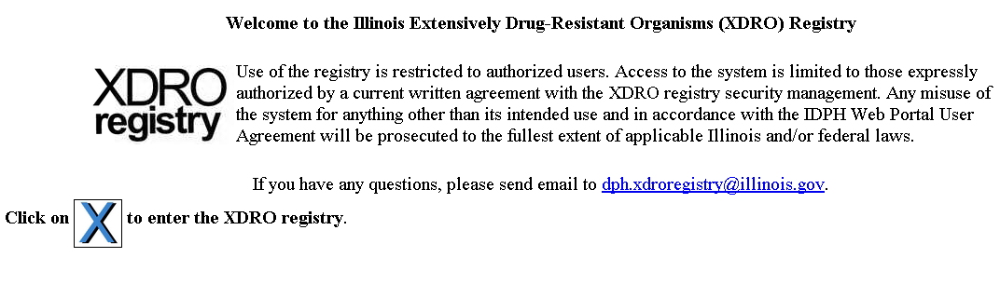 Welcome to the Illinois Extensively Drug-Resistant Organisms (XDRO) Registry
XDRO
registry
Use of the registry is restricted to authorized users. Access to the system is limited to those expressly
authorized by a current written agreement with the XDRO registry security management. Any misuse of
the system for anything other than its intended use and in accordance with the IDPH Web Portal User
Agreement will be prosecuted to the fullest extent of applicable Illinois and/or federal laws.
If you have any questions, please send email to dph.xdroregistry@illinois.gov.
Click on X to enter the XDRO registry.